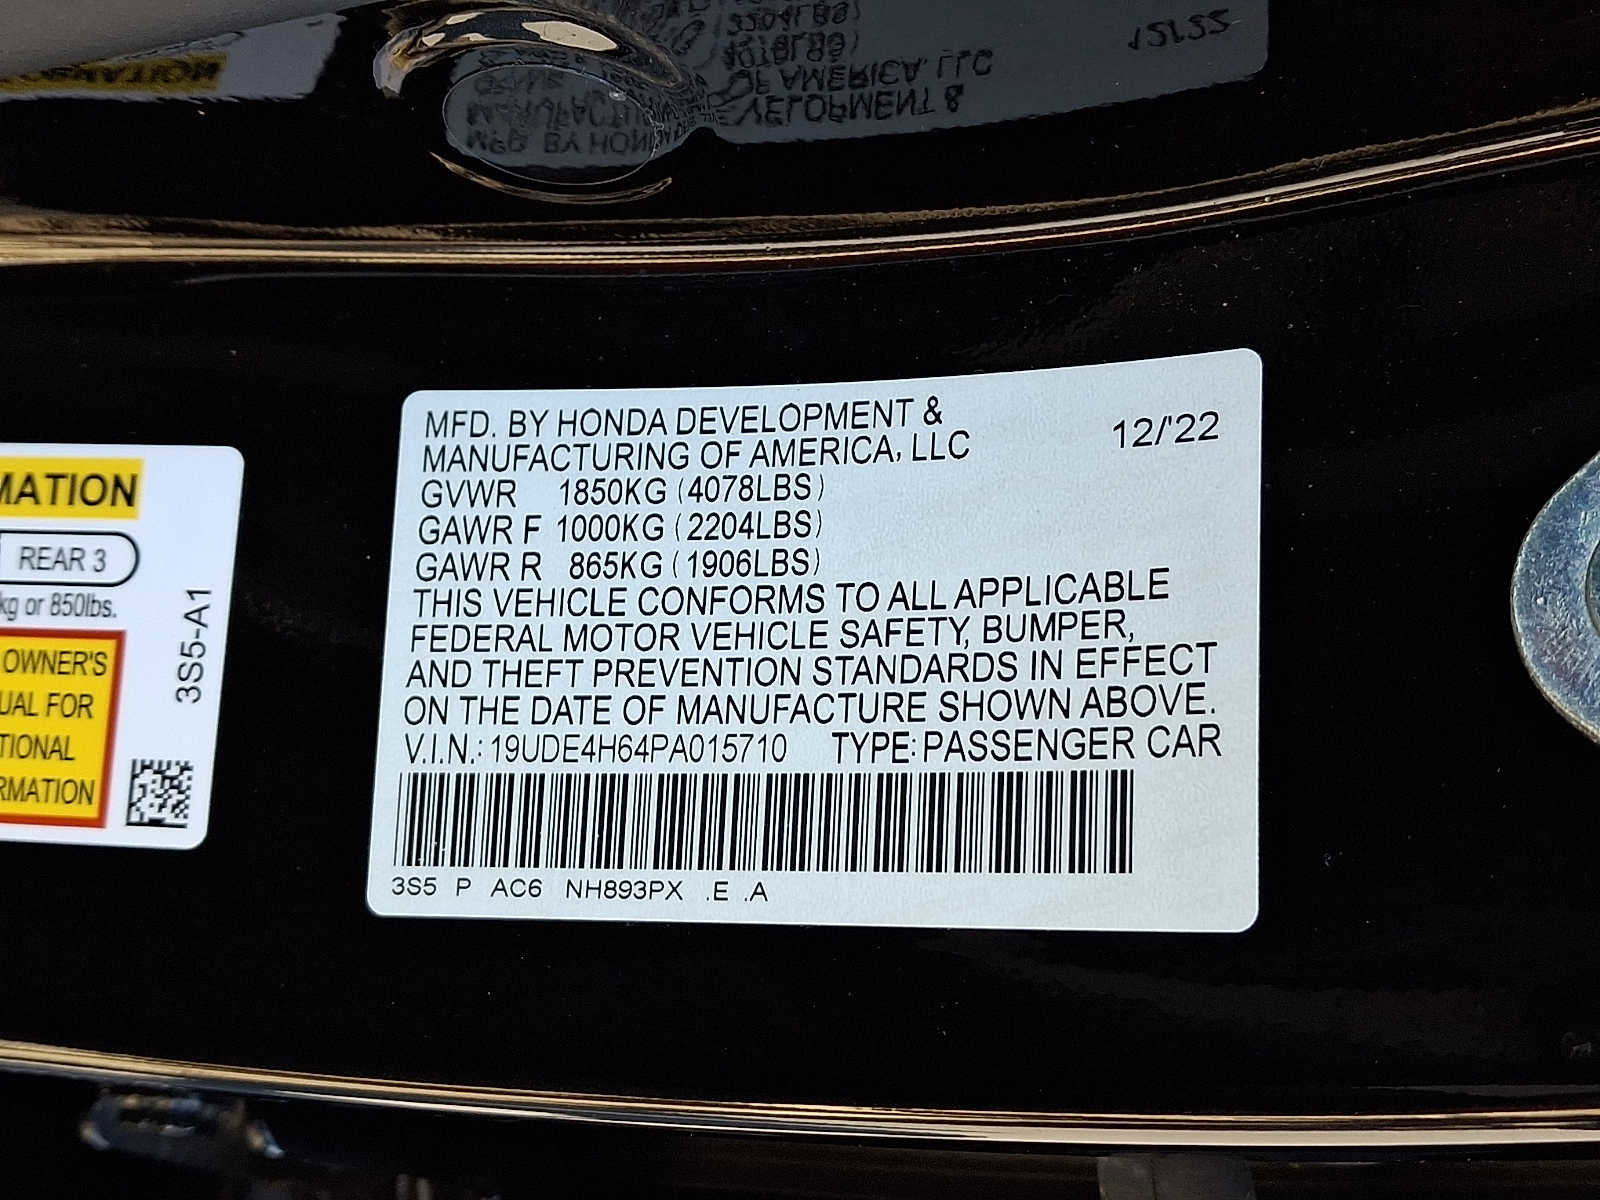 MFD. BY HONDA DEVELOPMENT &
MANUFACTURING OF AMERICA, LLC
12/'22
GVWR 1850KG (4078LBS)
GAWR F 1000KG (2204LBS)
GAWR R 865KG (1906LBS)
THIS VEHICLE CONFORMS TO ALL APPLICABLE
FEDERAL MOTOR VEHICLE SAFETY, BUMPER,
AND THEFT PREVENTION STANDARDS IN EFFECT
ON THE DATE OF MANUFACTURE SHOWN ABOVE.
V.I.N.: 19UDE4H64PA015710 TYPE: PASSENGER CAR
3S5 P AC6 NH893PX .E .A
MATION
REAR 3
kg or 850lbs.
OWNER'S
UAL FOR
TIONAL
RMATION
3S5-A1